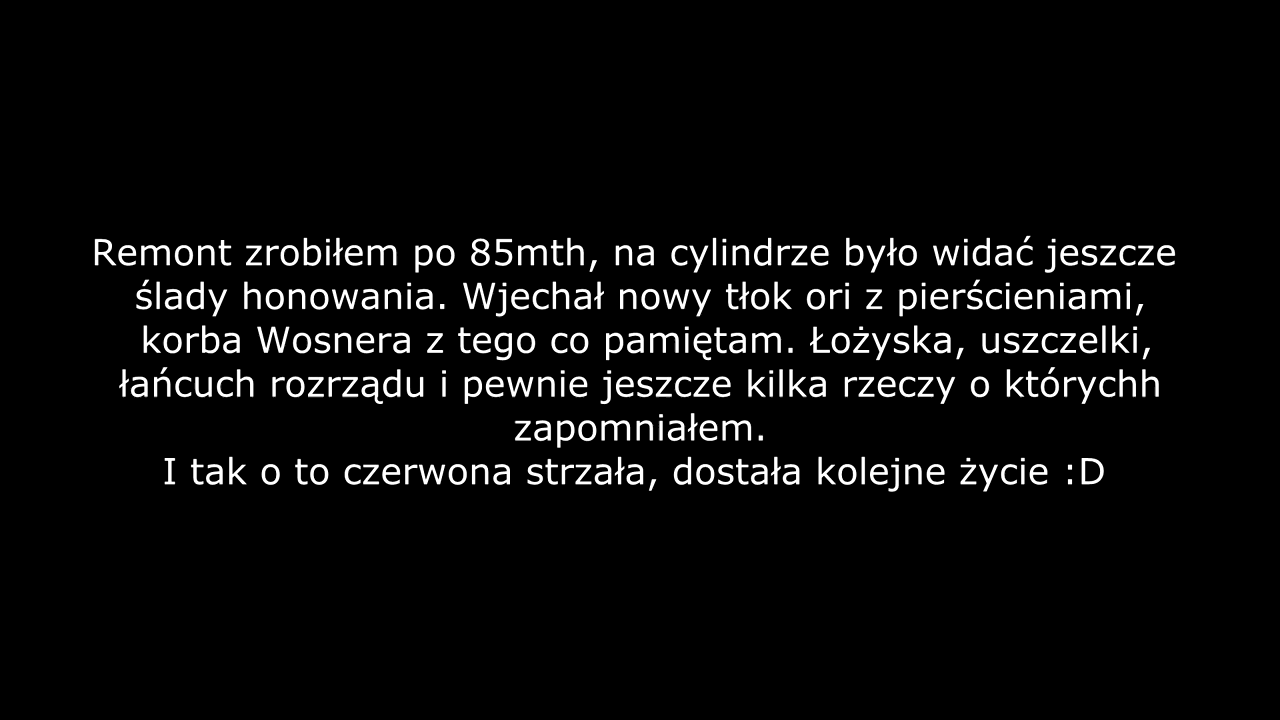 Remont zrobiłem po 85mth, na cylindrze było widać jeszcze
ślady honowania. Wjechał nowy tłok ori z pierścieniami,
korba Wosnera z tego co pamiętam. Łożyska, uszczelki,
łańcuch rozrządu i pewnie jeszcze kilka rzeczy o którychh
zapomniałem.
I tak o to czerwona strzała, dostała kolejne życie :D